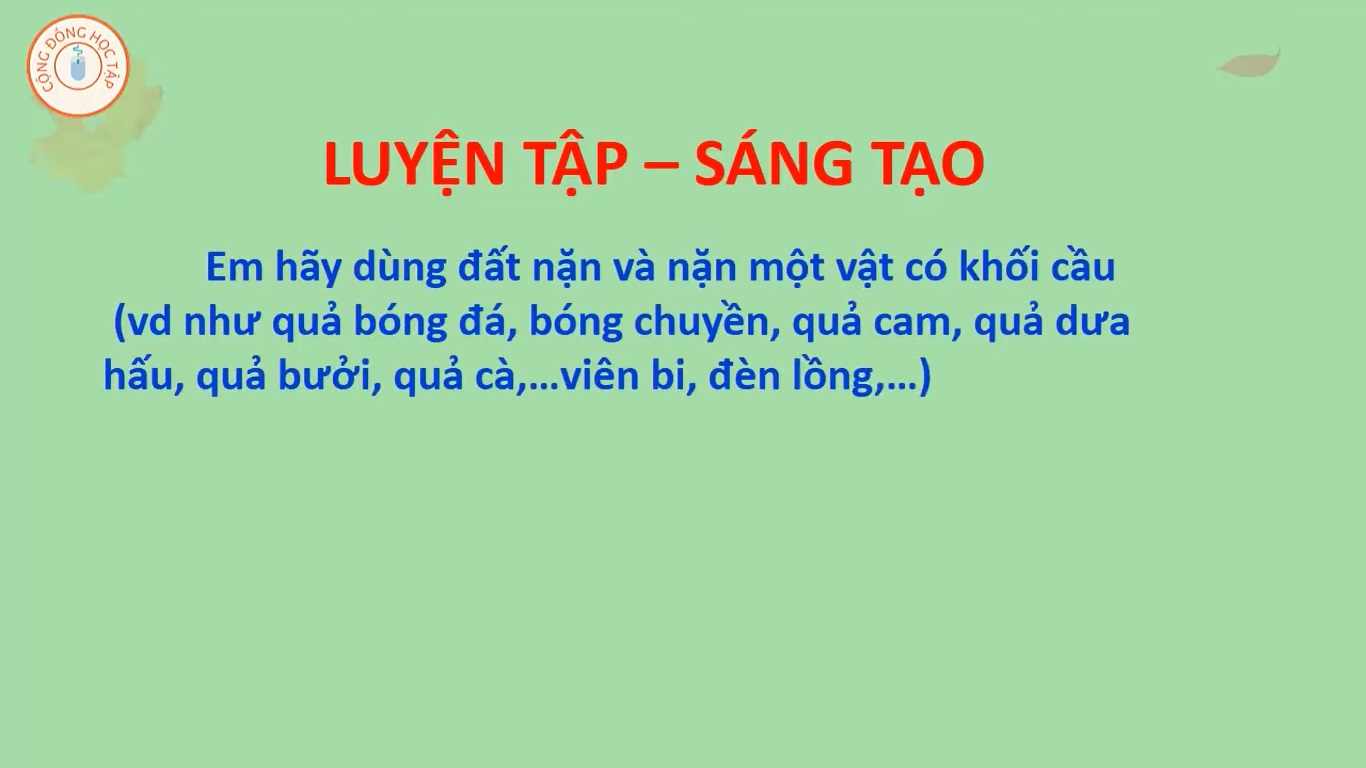 CỘNG ĐỒNG HỌC TẬP
LUYỆN TẬP – SÁNG TẠO
Em hãy dùng đất nặn và nặn một vật có khối cầu
(vd như quả bóng đá, bóng chuyền, quả cam, quả dưa
hấu, quả bưởi, quả cà,...viên bi, đèn lồng,...)